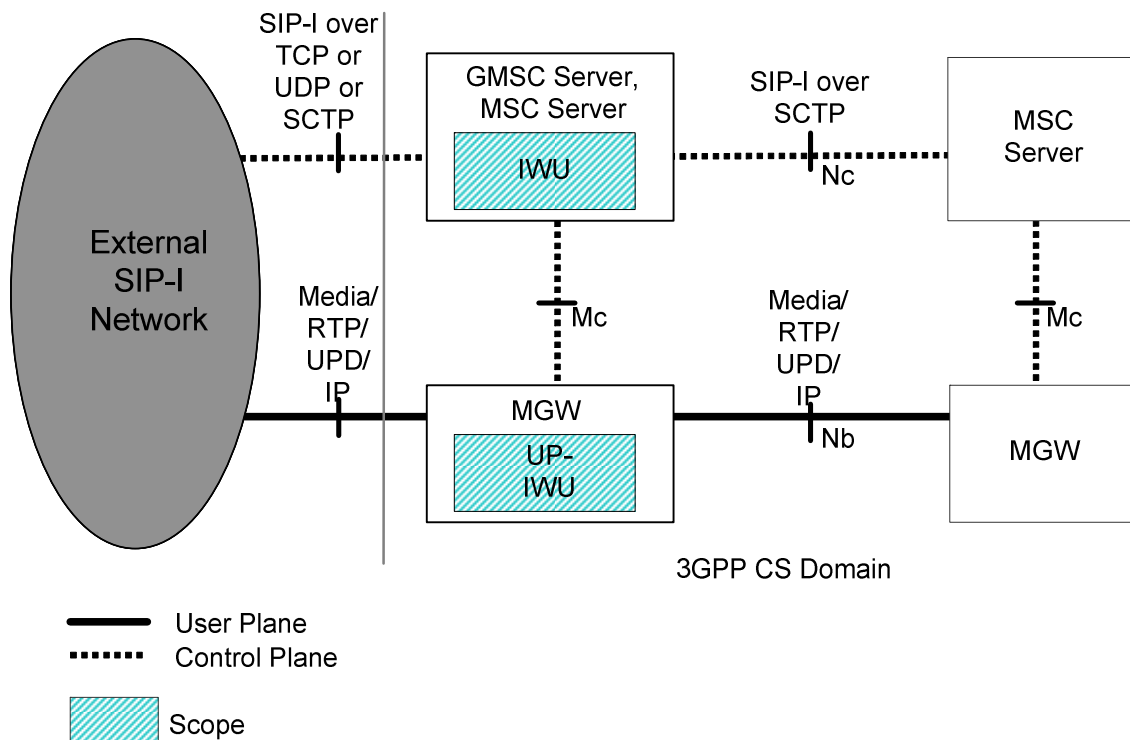 SIP-I over
TCP or
UDP or
SCTP
GMSC Server,
MSC Server
IWU
SIP-I over
SCTP
Nc
MSC
Server
External
SIP-I
Network
Media/
RTP/
UPD/
IP
Mc
Media/
RTP/
UPD/
IP
Nb
Mc
MGW
UP-
IWU
MGW
3GPP CS Domain
User Plane
Control Plane
Scope